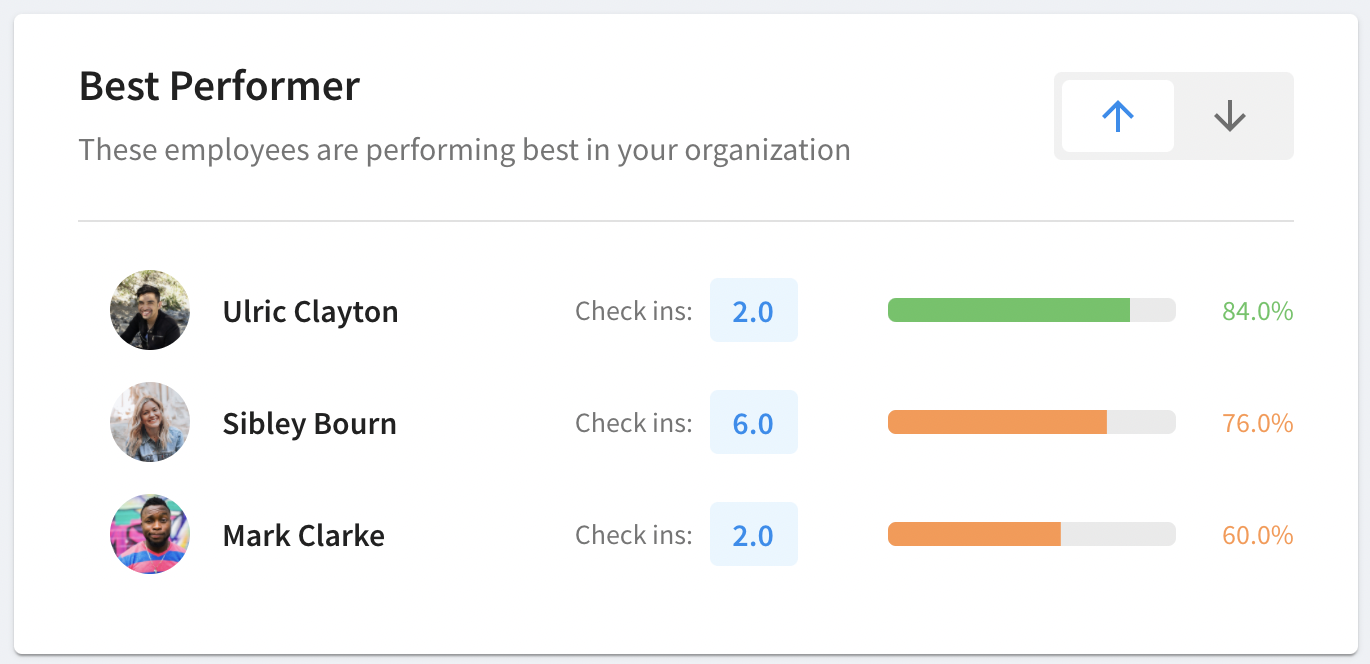 Best Performer
These employees are performing best in your organization
Ulric Clayton Check ins: 2.0 84.0%
Sibley Bourn Check ins: 6.0 76.0%
Mark Clarke Check ins: 2.0 60.0%